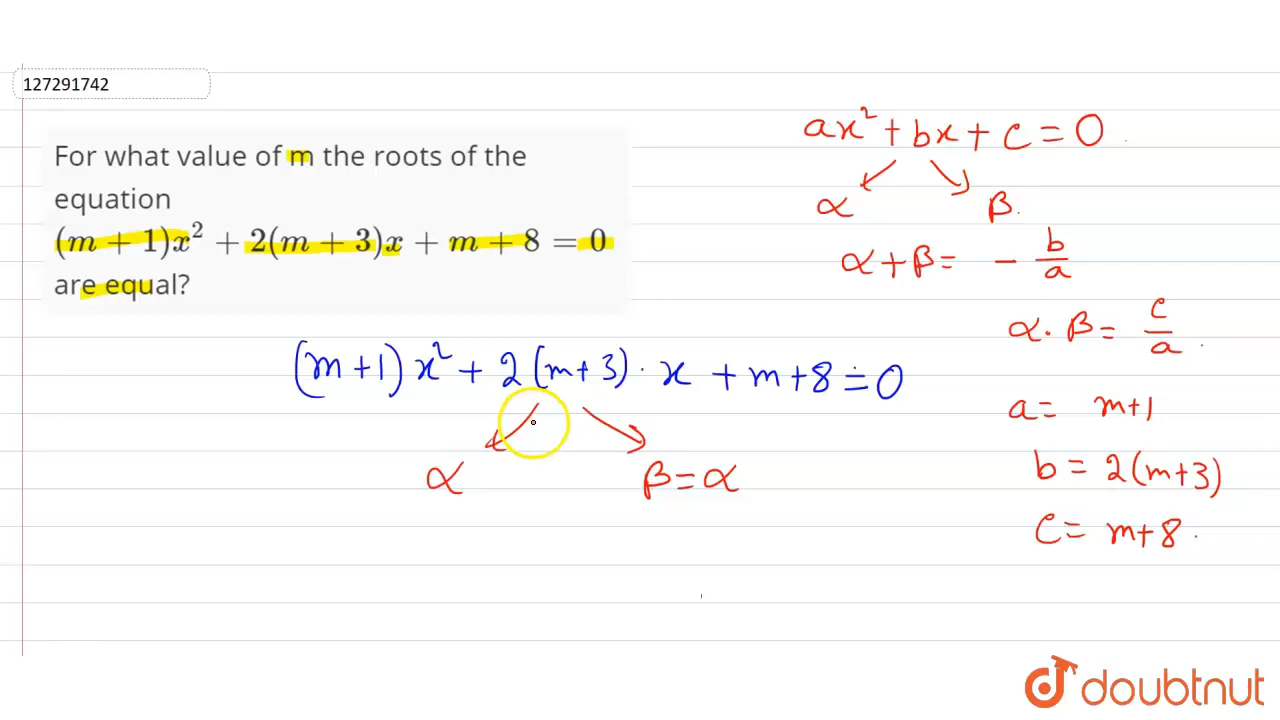 127291742
For what value of m the roots of the
equation
(m + 1)x² + 2(m + 3)x + m + 8 = 0
are equal?
ax² + bx + c = 0
α β.
α + β = - b/a
α · β = c/a
a = m+1
b = 2(m+3)
c = m+8.
(m+1) x² + 2 (m+3) · x + m + 8 = 0
α β = α
doubtnut